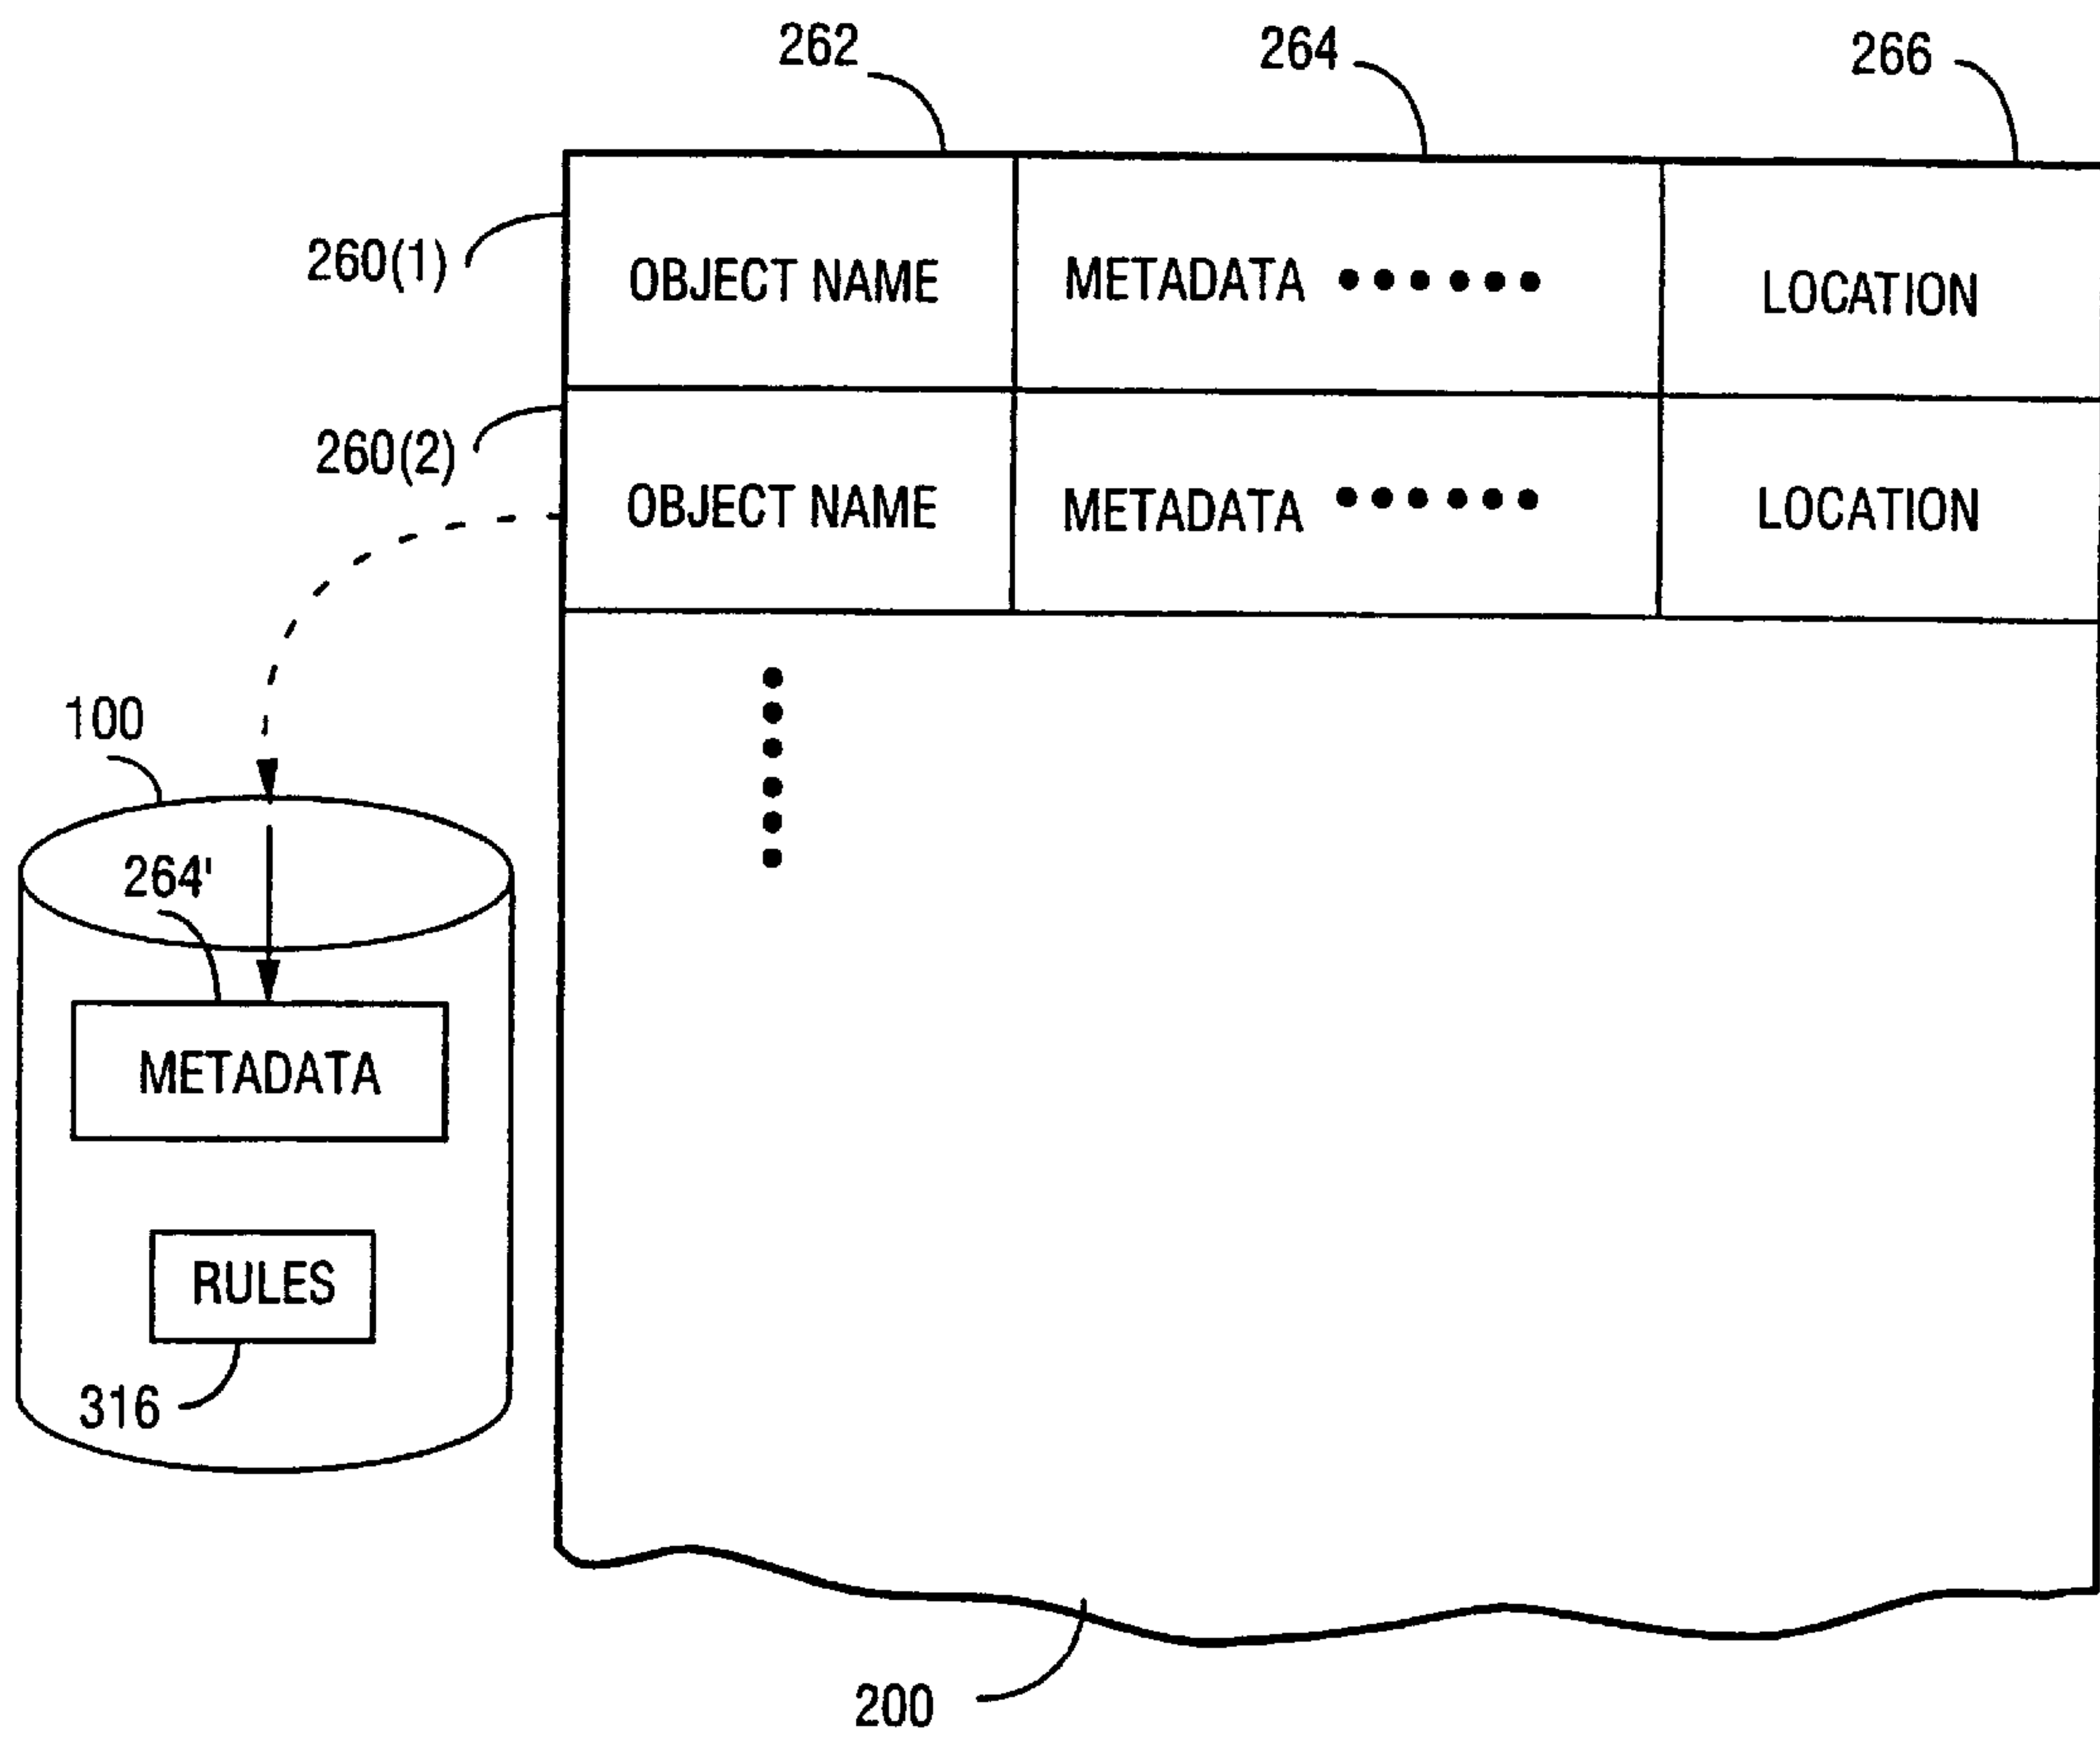 262
264
266
260(1)
OBJECT NAME
METADATA ••••••
LOCATION
260(2)
OBJECT NAME
METADATA ••••••
LOCATION
100
264'
METADATA
RULES
316
200